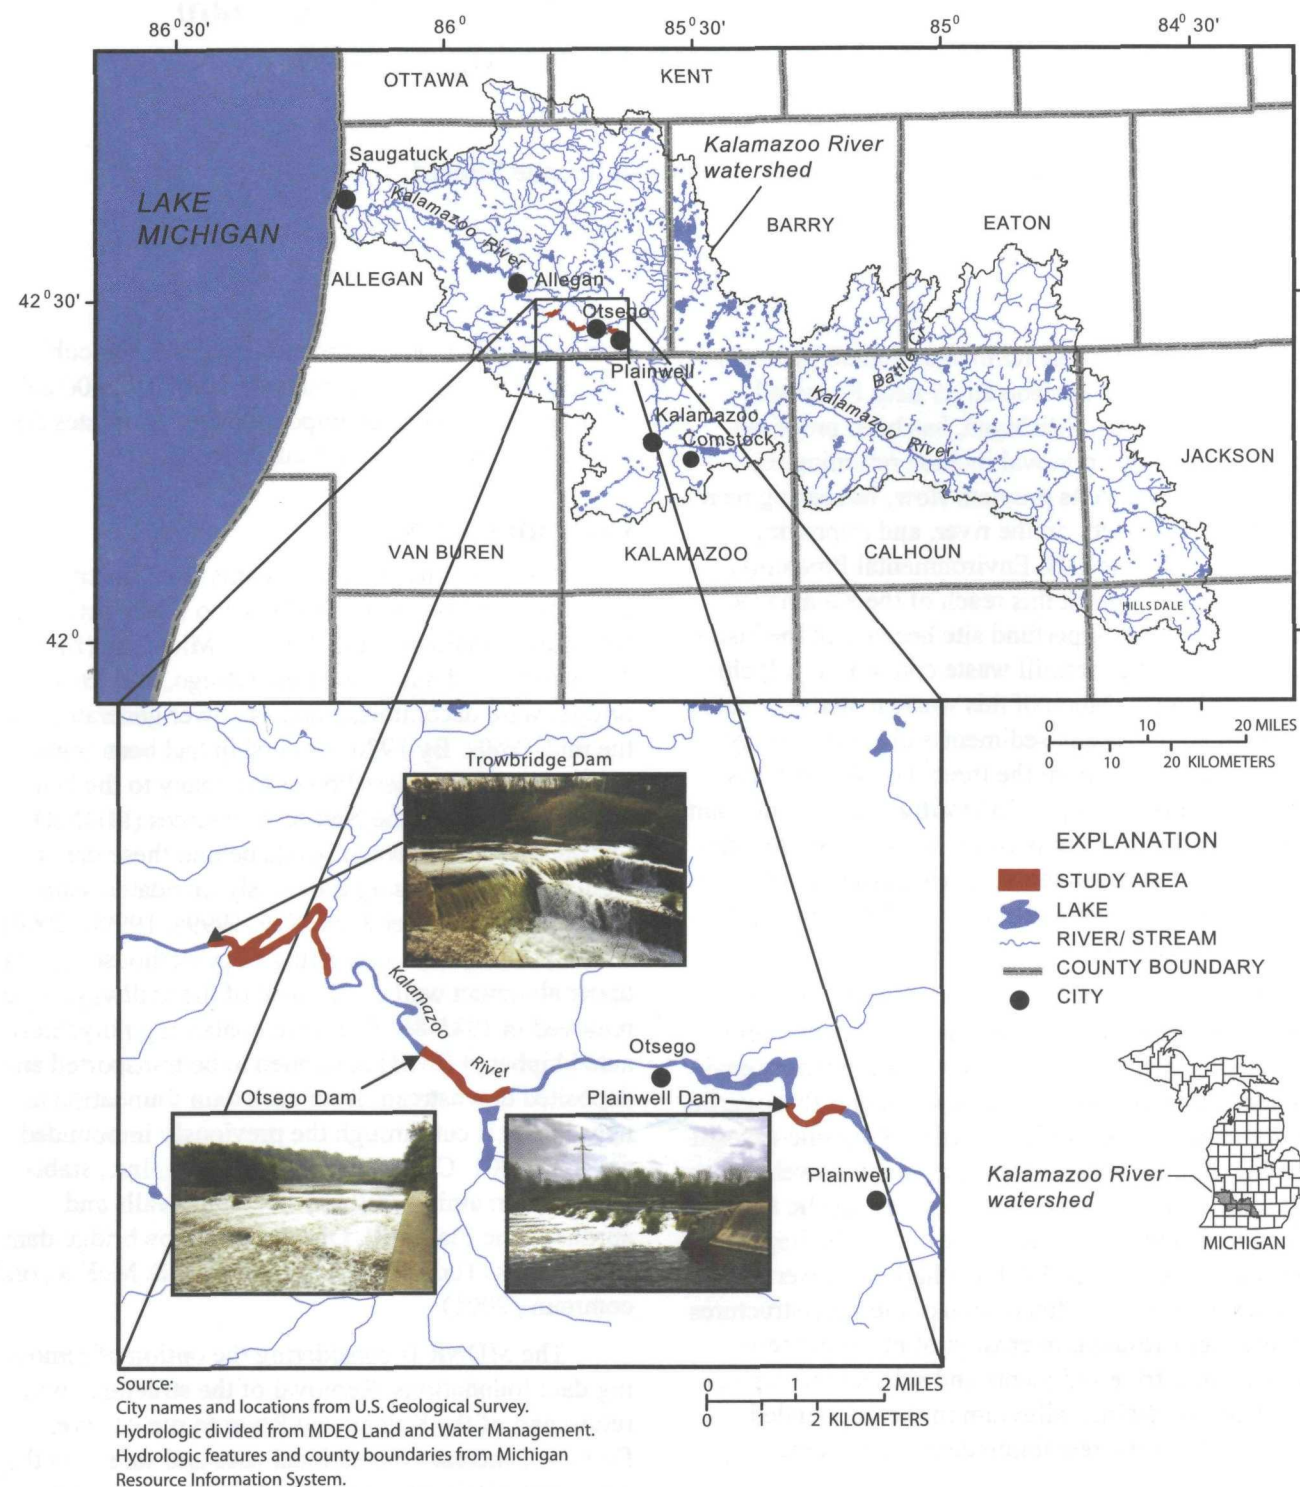 86°30'
86°
85°30'
85°
84°30'
OTTAWA
KENT
Saugatuck
Kalamazoo River
watershed
LAKE
MICHIGAN
Kalamazoo River
BARRY
EATON
ALLEGAN
Allegan
42°30'
Otsego
Plainwell
Battle Cr
Kalamazoo
Kalamazoo River
Comstock
JACKSON
VAN BUREN
KALAMAZOO
CALHOUN
HILLSDALE
42°
0 10 20 MILES
0 10 20 KILOMETERS
Trowbridge Dam
EXPLANATION
STUDY AREA
LAKE
RIVER/ STREAM
COUNTY BOUNDARY
CITY
Kalamazoo
River
Otsego
Otsego Dam
Plainwell Dam
Plainwell
Kalamazoo River
watershed
MICHIGAN
Source:
City names and locations from U.S. Geological Survey.
Hydrologic divided from MDEQ Land and Water Management.
Hydrologic features and county boundaries from Michigan
Resource Information System.
0 1 2 MILES
0 1 2 KILOMETERS